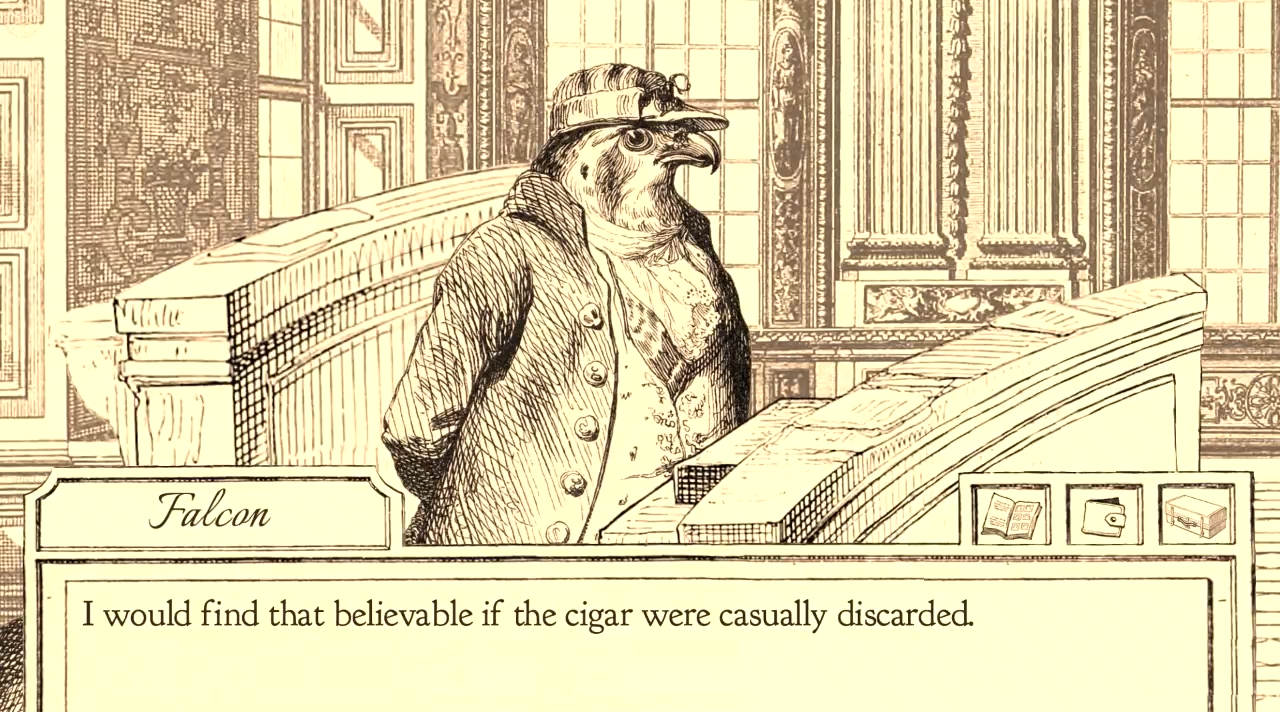 Falcon
I would find that believable if the cigar were casually discarded.